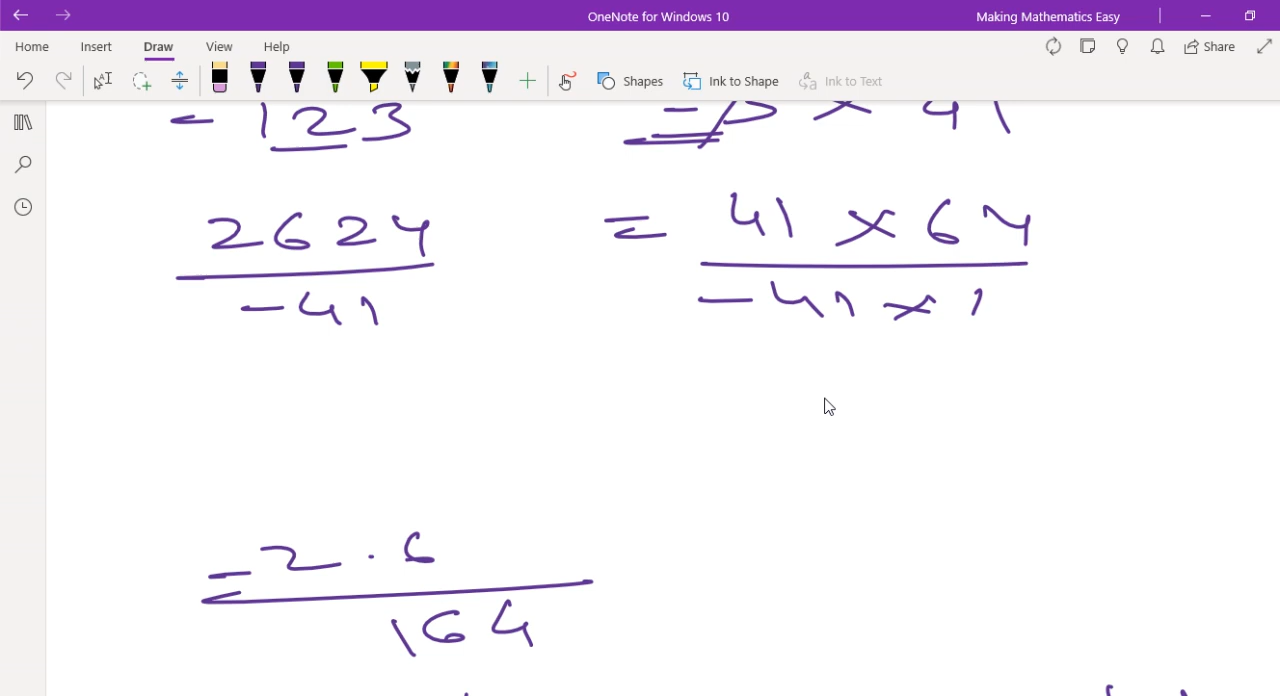 OneNote for Windows 10
Making Mathematics Easy
Home Insert Draw View Help
Share
Shapes Ink to Shape Ink to Text
- 123
41
2624 = 41 × 64
-41 -41 × 1
= 2 . 6
164